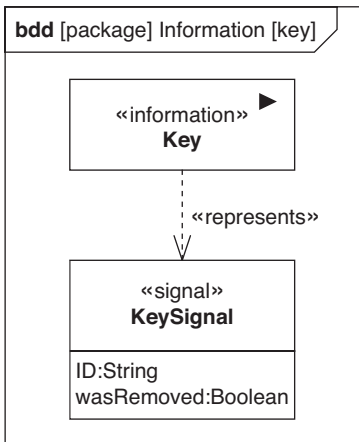 bdd [package] Information [key]
«information»
Key
«represents»
«signal»
KeySignal
ID:String
wasRemoved:Boolean